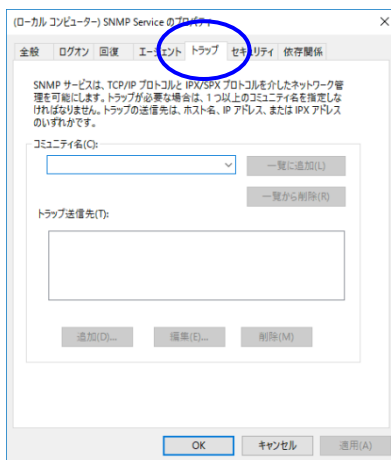 (ローカル コンピューター) SNMP Service のプロパティ
全般 ログオン 回復 エージェント トラップ セキュリティ 依存関係
SNMP サービスは、TCP/IP プロトコルと IPX/SPX プロトコルを介したネットワーク管
理を可能にします。トラップが必要な場合は、1 つ以上のコミュニティ名を指定しな
ければなりません。トラップの送信先は、ホスト名、IP アドレス、または IPX アドレス
のいずれかです。
コミュニティ名(C):
一覧に追加(L)
一覧から削除(R)
トラップ送信先(T):
追加(D)... 編集(E)... 削除(M)
OK キャンセル 適用(A)